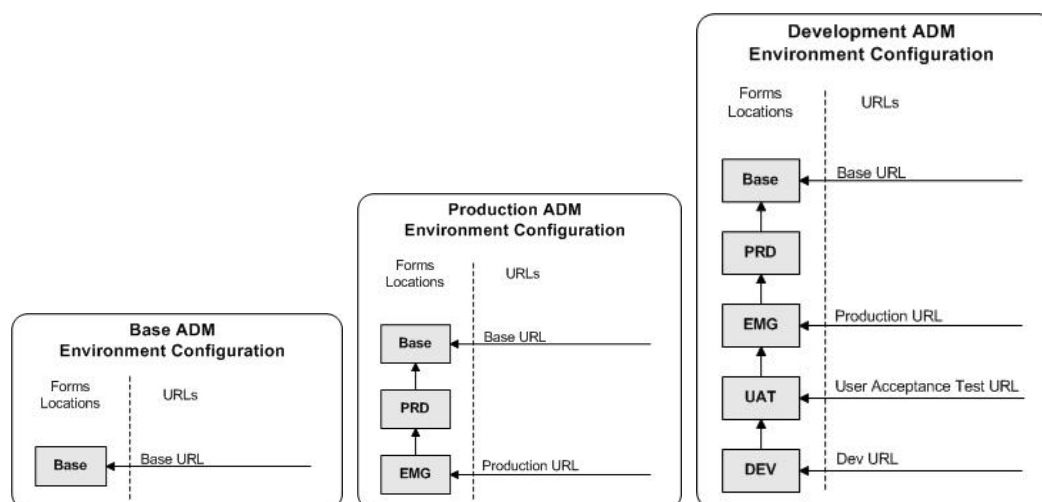 Base ADM
Environment Configuration
Forms
Locations
URLs
Base
Base URL
Production ADM
Environment Configuration
Forms
Locations
URLs
Base
Base URL
PRD
EMG
Production URL
Development ADM
Environment Configuration
Forms
Locations
URLs
Base
Base URL
PRD
EMG
Production URL
UAT
User Acceptance Test URL
DEV
Dev URL